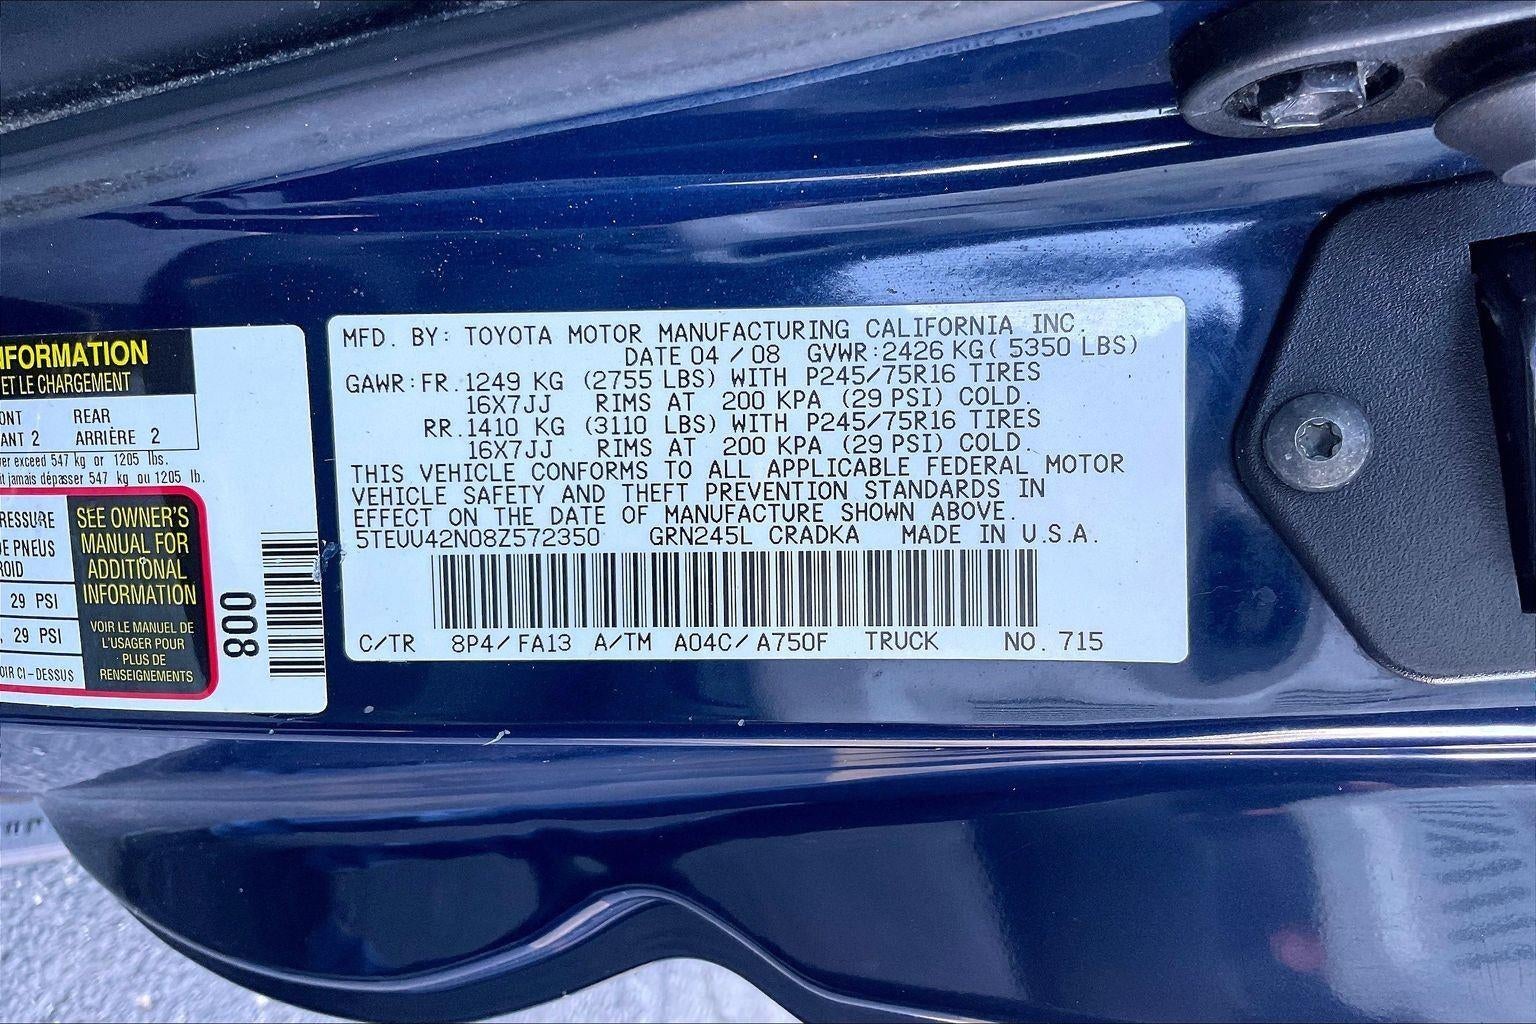 NFORMATION
ET LE CHARGEMENT
ONT REAR
ANT 2 ARRIÈRE 2
er exceed 547 kg or 1205 lbs.
it jamais dépasser 547 kg ou 1205 lb.
RESSURE
DE PNEUS
ROID
29 PSI
, 29 PSI
OIR CI-DESSUS
SEE OWNER'S
MANUAL FOR
ADDITIONAL
INFORMATION
VOIR LE MANUEL DE
L'USAGER POUR
PLUS DE
RENSEIGNEMENTS
008
MFD. BY: TOYOTA MOTOR MANUFACTURING CALIFORNIA INC.
DATE 04 / 08 GVWR:2426 KG( 5350 LBS)
GAWR:FR. 1249 KG (2755 LBS) WITH P245/75R16 TIRES
16X7JJ RIMS AT 200 KPA (29 PSI) COLD.
RR. 1410 KG (3110 LBS) WITH P245/75R16 TIRES
16X7JJ RIMS AT 200 KPA (29 PSI) COLD.
THIS VEHICLE CONFORMS TO ALL APPLICABLE FEDERAL MOTOR
VEHICLE SAFETY AND THEFT PREVENTION STANDARDS IN
EFFECT ON THE DATE OF MANUFACTURE SHOWN ABOVE.
5TEUU42N08Z572350 GRN245L CRADKA MADE IN U.S.A.
C/TR 8P4/FA13 A/TM A04C/A750F TRUCK NO. 715